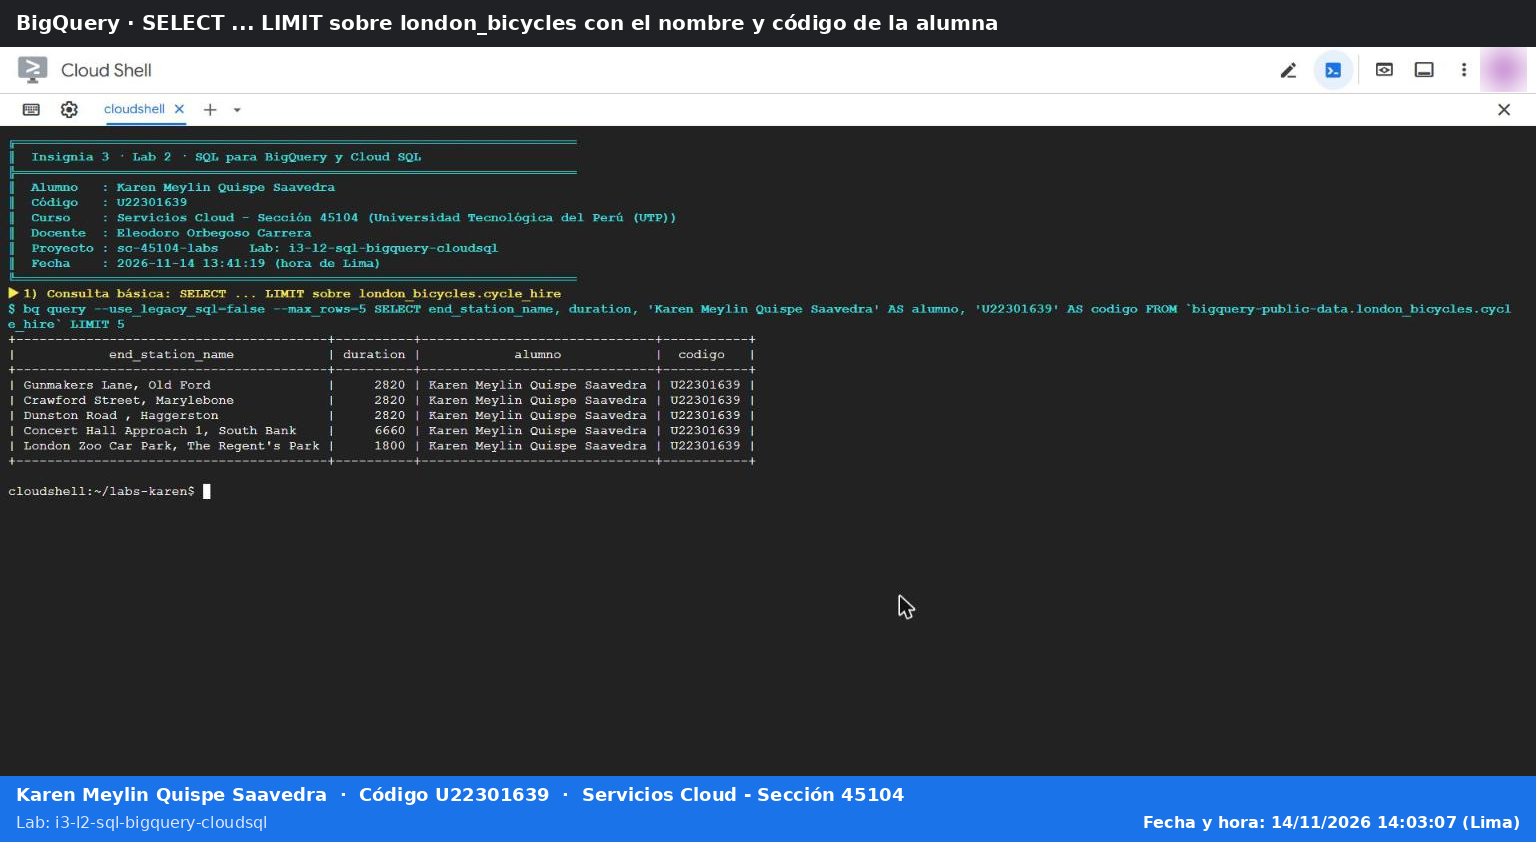 BigQuery · SELECT ... LIMIT sobre london_bicycles con el nombre y código de la alumna
Cloud Shell
cloudshell
Insignia 3 · Lab 2 · SQL para BigQuery y Cloud SQL
Alumno : Karen Meylin Quispe Saavedra
Código : U22301639
Curso : Servicios Cloud - Sección 45104 (Universidad Tecnológica del Perú (UTP))
Docente : Eleodoro Orbegoso Carrera
Proyecto : sc-45104-labs Lab: i3-l2-sql-bigquery-cloudsql
Fecha : 2026-11-14 13:41:19 (hora de Lima)
▶ 1) Consulta básica: SELECT ... LIMIT sobre london_bicycles.cycle_hire
$ bq query --use_legacy_sql=false --max_rows=5 SELECT end_station_name, duration, 'Karen Meylin Quispe Saavedra' AS alumno, 'U22301639' AS codigo FROM `bigquery-public-data.london_bicycles.cycl
e_hire` LIMIT 5
+----------------------------------------+----------+------------------------------+-----------+
| end_station_name | duration | alumno | codigo |
+----------------------------------------+----------+------------------------------+-----------+
| Gunmakers Lane, Old Ford | 2820 | Karen Meylin Quispe Saavedra | U22301639 |
| Crawford Street, Marylebone | 2820 | Karen Meylin Quispe Saavedra | U22301639 |
| Dunston Road , Haggerston | 2820 | Karen Meylin Quispe Saavedra | U22301639 |
| Concert Hall Approach 1, South Bank | 6660 | Karen Meylin Quispe Saavedra | U22301639 |
| London Zoo Car Park, The Regent's Park | 1800 | Karen Meylin Quispe Saavedra | U22301639 |
+----------------------------------------+----------+------------------------------+-----------+
cloudshell:~/labs-karen$
Karen Meylin Quispe Saavedra · Código U22301639 · Servicios Cloud - Sección 45104
Lab: i3-l2-sql-bigquery-cloudsql
Fecha y hora: 14/11/2026 14:03:07 (Lima)